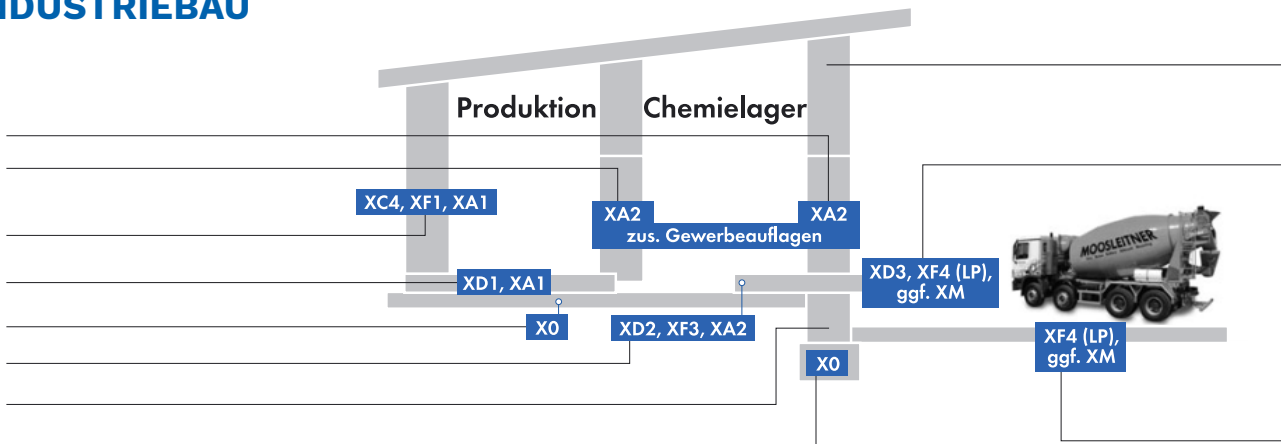 NDUSTRIEBAU
Produktion
Chemielager
XC4, XF1, XA1
XA2
XA2
zus. Gewerbeauflagen
XD1, XA1
XD3, XF4 (LP),
ggf. XM
MOOSLEITNER
X0
XD2, XF3, XA2
XF4 (LP),
ggf. XM
X0